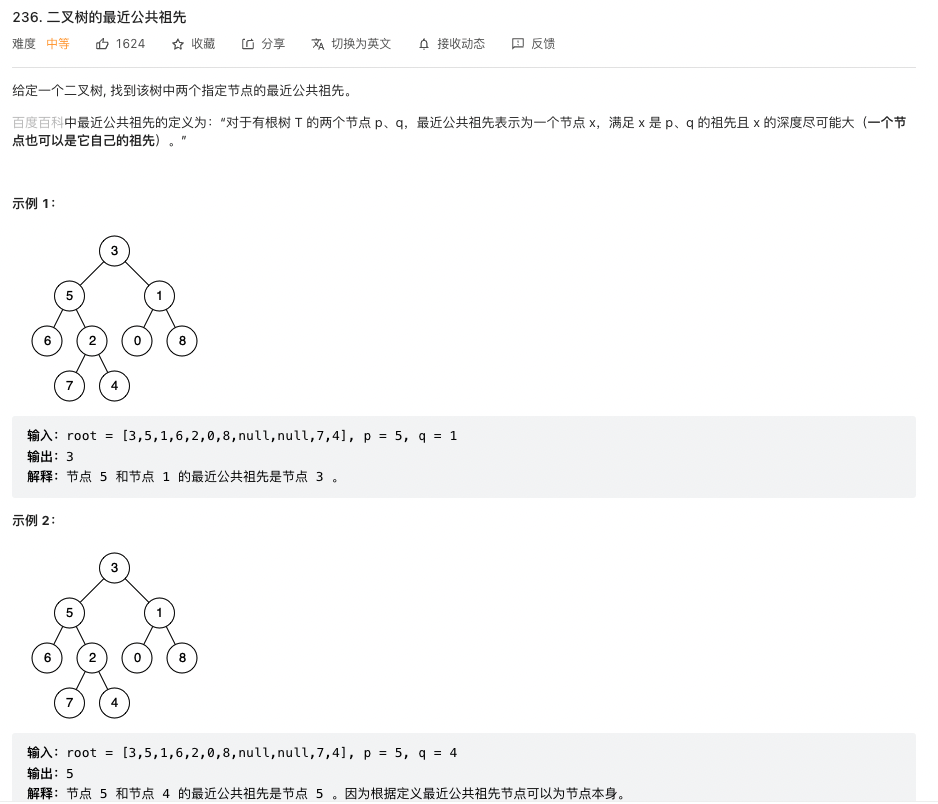 236. 二叉树的最近公共祖先
难度 中等 1624 收藏 分享 切换为英文 接收动态 反馈
给定一个二叉树, 找到该树中两个指定节点的最近公共祖先。
百度百科中最近公共祖先的定义为：“对于有根树 T 的两个节点 p、q，最近公共祖先表示为一个节点 x，满足 x 是 p、q 的祖先且 x 的深度尽可能大（一个节
点也可以是它自己的祖先）。”
示例 1：
3
5 1
6 2 0 8
7 4
输入：root = [3,5,1,6,2,0,8,null,null,7,4], p = 5, q = 1
输出：3
解释：节点 5 和节点 1 的最近公共祖先是节点 3 。
示例 2：
3
5 1
6 2 0 8
7 4
输入：root = [3,5,1,6,2,0,8,null,null,7,4], p = 5, q = 4
输出：5
解释：节点 5 和节点 4 的最近公共祖先是节点 5 。因为根据定义最近公共祖先节点可以为节点本身。